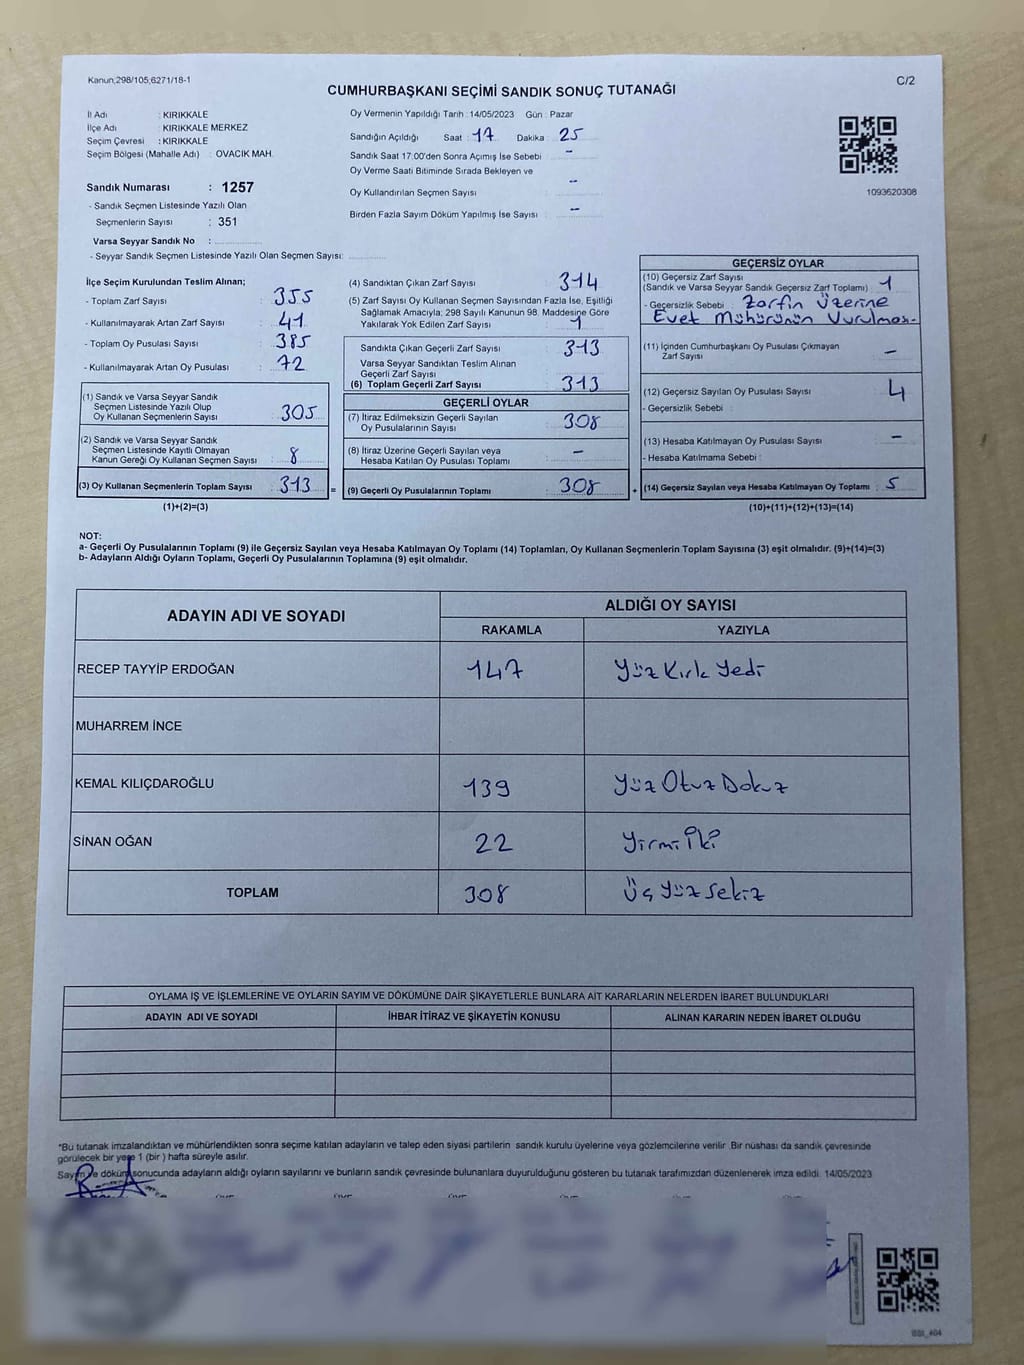 Kanun;298/105,6271/18-1
C/2
CUMHURBAŞKANI SEÇİMİ SANDIK SONUÇ TUTANAĞI
İl Adı : KIRIKKALE
İlçe Adı : KIRIKKALE MERKEZ
Seçim Çevresi : KIRIKKALE
Seçim Bölgesi (Mahalle Adı) : OVACIK MAH.
Sandık Numarası : 1257
- Sandık Seçmen Listesinde Yazılı Olan
Seçmenlerin Sayısı : 351
Varsa Seyyar Sandık No :
- Seyyar Sandık Seçmen Listesinde Yazılı Olan Seçmen Sayısı:
Oy Vermenin Yapıldığı Tarih : 14/05/2023 Gün : Pazar
Sandığın Açıldığı Saat : 17 Dakika : 25
Sandık Saat 17.00'den Sonra Açımış İse Sebebi : -
Oy Verme Saati Bitiminde Sırada Bekleyen ve
Oy Kullandırılan Seçmen Sayısı : -
Birden Fazla Sayım Döküm Yapılmış İse Sayısı : -
1093620308
İlçe Seçim Kurulundan Teslim Alınan;
- Toplam Zarf Sayısı : 355
- Kullanılmayarak Artan Zarf Sayısı : 41
- Toplam Oy Pusulası Sayısı : 385
- Kullanılmayarak Artan Oy Pusulası : 72
(1) Sandık ve Varsa Seyyar Sandık
Seçmen Listesinde Yazılı Olup
Oy Kullanan Seçmenlerin Sayısı : 305
(2) Sandık ve Varsa Seyyar Sandık
Seçmen Listesinde Kayıtlı Olmayan
Kanun Gereği Oy Kullanan Seçmen Sayısı : 8
(3) Oy Kullanan Seçmenlerin Toplam Sayısı : 313 =
(1)+(2)=(3)
(4) Sandıktan Çıkan Zarf Sayısı : 314
(5) Zarf Sayısı Oy Kullanan Seçmen Sayısından Fazla İse, Eşitliği
Sağlamak Amacıyla; 298 Sayılı Kanunun 98. Maddesine Göre
Yakılarak Yok Edilen Zarf Sayısı : 1
Sandıkta Çıkan Geçerli Zarf Sayısı : 313
Varsa Seyyar Sandıktan Teslim Alınan
Geçerli Zarf Sayısı :
(6) Toplam Geçerli Zarf Sayısı : 313
GEÇERLİ OYLAR
(7) İtiraz Edilmeksizin Geçerli Sayılan
Oy Pusulalarının Sayısı : 308
(8) İtiraz Üzerine Geçerli Sayılan veya
Hesaba Katılan Oy Pusulası Toplamı : -
(9) Geçerli Oy Pusulalarının Toplamı : 308 +
GEÇERSİZ OYLAR
(10) Geçersiz Zarf Sayısı
(Sandık ve Varsa Seyyar Sandık Geçersiz Zarf Toplamı) : 1
- Geçersizlik Sebebi : Zarfın Üzerine
Evet Mühürünün Vurulması-
(11) İçinden Cumhurbaşkanı Oy Pusulası Çıkmayan
Zarf Sayısı : -
(12) Geçersiz Sayılan Oy Pusulası Sayısı : 4
- Geçersizlik Sebebi :
(13) Hesaba Katılmayan Oy Pusulası Sayısı : -
- Hesaba Katılmama Sebebi :
(14) Geçersiz Sayılan veya Hesaba Katılmayan Oy Toplamı : 5
(10)+(11)+(12)+(13)=(14)
NOT:
a- Geçerli Oy Pusulalarının Toplamı (9) ile Geçersiz Sayılan veya Hesaba Katılmayan Oy Toplamı (14) Toplamları, Oy Kullanan Seçmenlerin Toplam Sayısına (3) eşit olmalıdır. (9)+(14)=(3)
b- Adayların Aldığı Oyların Toplamı, Geçerli Oy Pusulalarının Toplamına (9) eşit olmalıdır.
ADAYIN ADI VE SOYADI ALDIĞI OY SAYISI
RAKAMLA YAZIYLA
RECEP TAYYİP ERDOĞAN 147 Yüz Kırk Yedi
MUHARREM İNCE
KEMAL KILIÇDAROĞLU 139 Yüz Otuz Dokuz
SİNAN OĞAN 22 Yirmi İki
TOPLAM 308 Üç Yüz Sekiz
OYLAMA İŞ VE İŞLEMLERİNE VE OYLARIN SAYIM VE DÖKÜMÜNE DAİR ŞİKAYETLERLE BUNLARA AİT KARARLARIN NELERDEN İBARET BULUNDUKLARI
ADAYIN ADI VE SOYADI İHBAR İTİRAZ VE ŞİKAYETİN KONUSU ALINAN KARARIN NEDEN İBARET OLDUĞU
*Bu tutanak imzalandıktan ve mühürlendikten sonra seçime katılan adayların ve talep eden siyasi partilerin sandık kurulu üyelerine veya gözlemcilerine verilir. Bir nüshası da sandık çevresinde
görülecek bir yere 1 (bir ) hafta süreyle asılır.
Sayım ve döküm sonucunda adayların aldığı oyların sayılarını ve bunların sandık çevresinde bulunanlara duyurulduğunu gösteren bu tutanak tarafımızdan düzenlenerek imza edildi. 14/05/2023